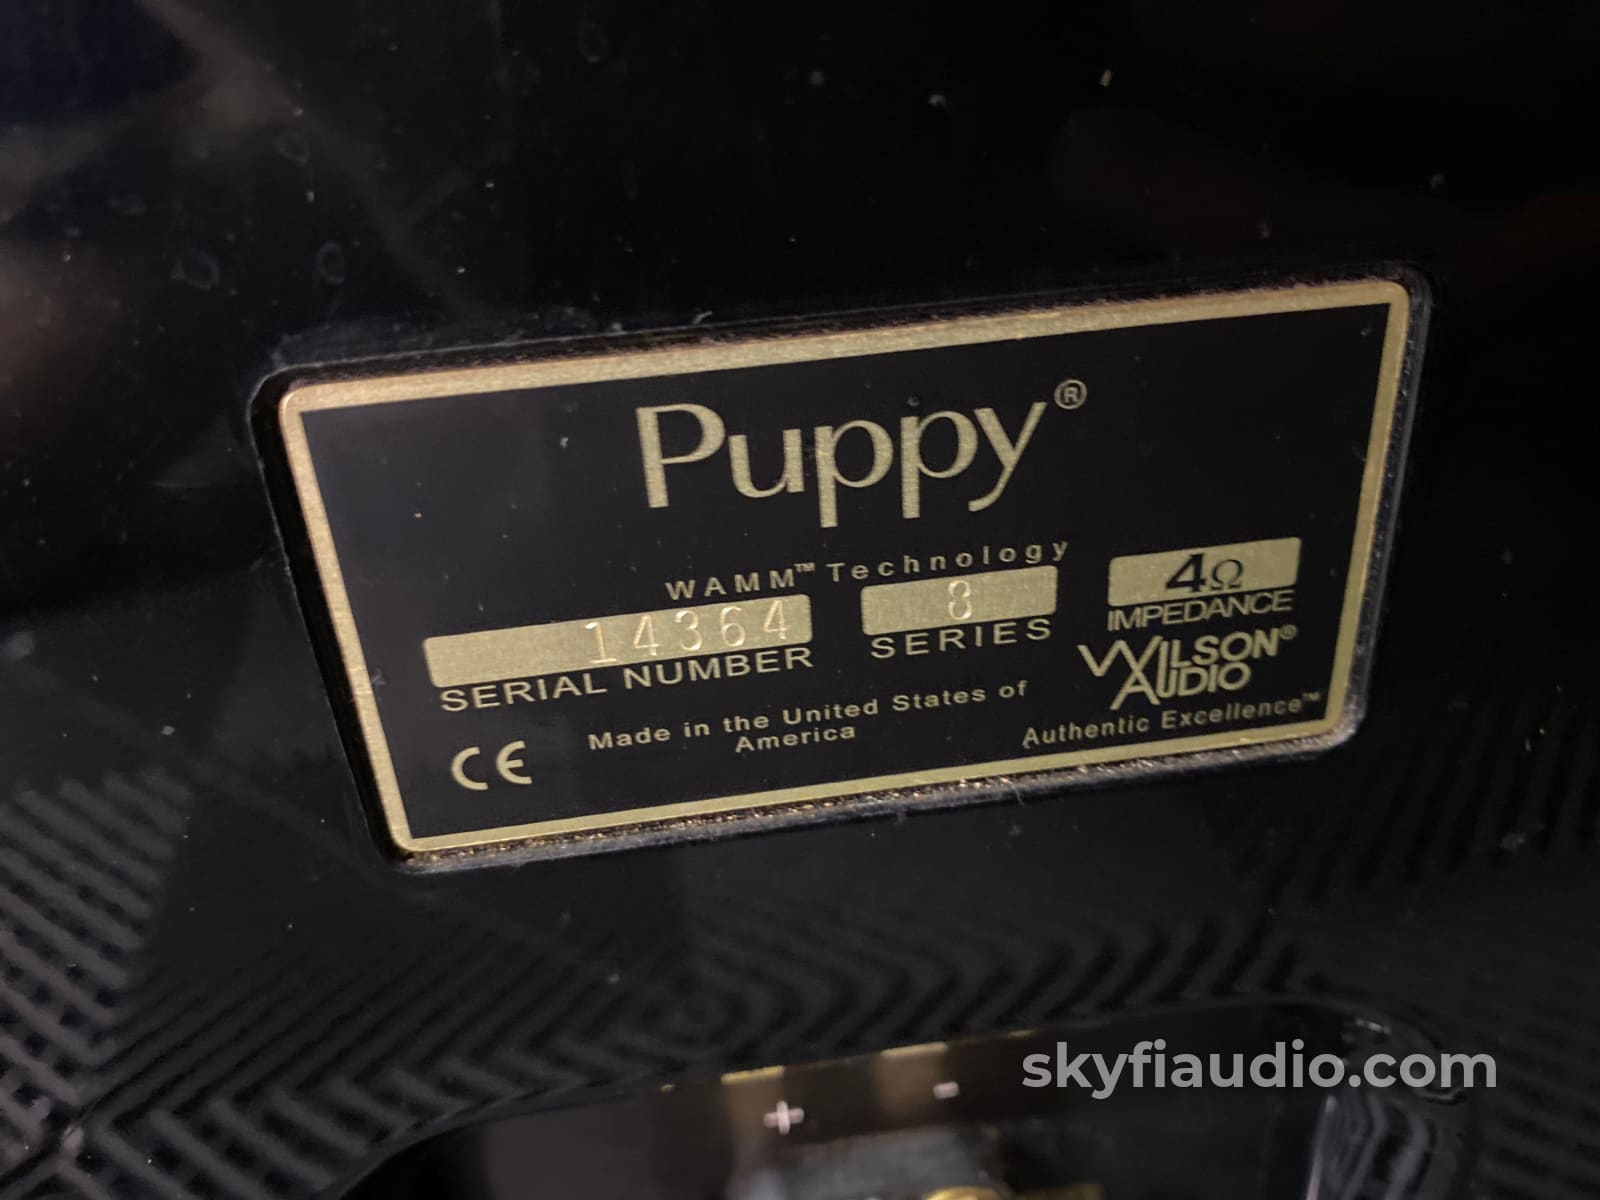 Puppy®
WAMM™ Technology
14364
8
4Ω
SERIAL NUMBER
SERIES
IMPEDANCE
WILSON®
AUDIO
Authentic Excellence™
CE
Made in the United States of
America
skyfiaudio.com
+ -